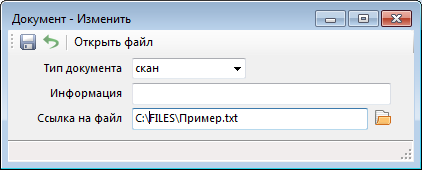 Документ - Изменить
Открыть файл
Тип документа скан
Информация
Ссылка на файл C:\FILES\Пример.txt